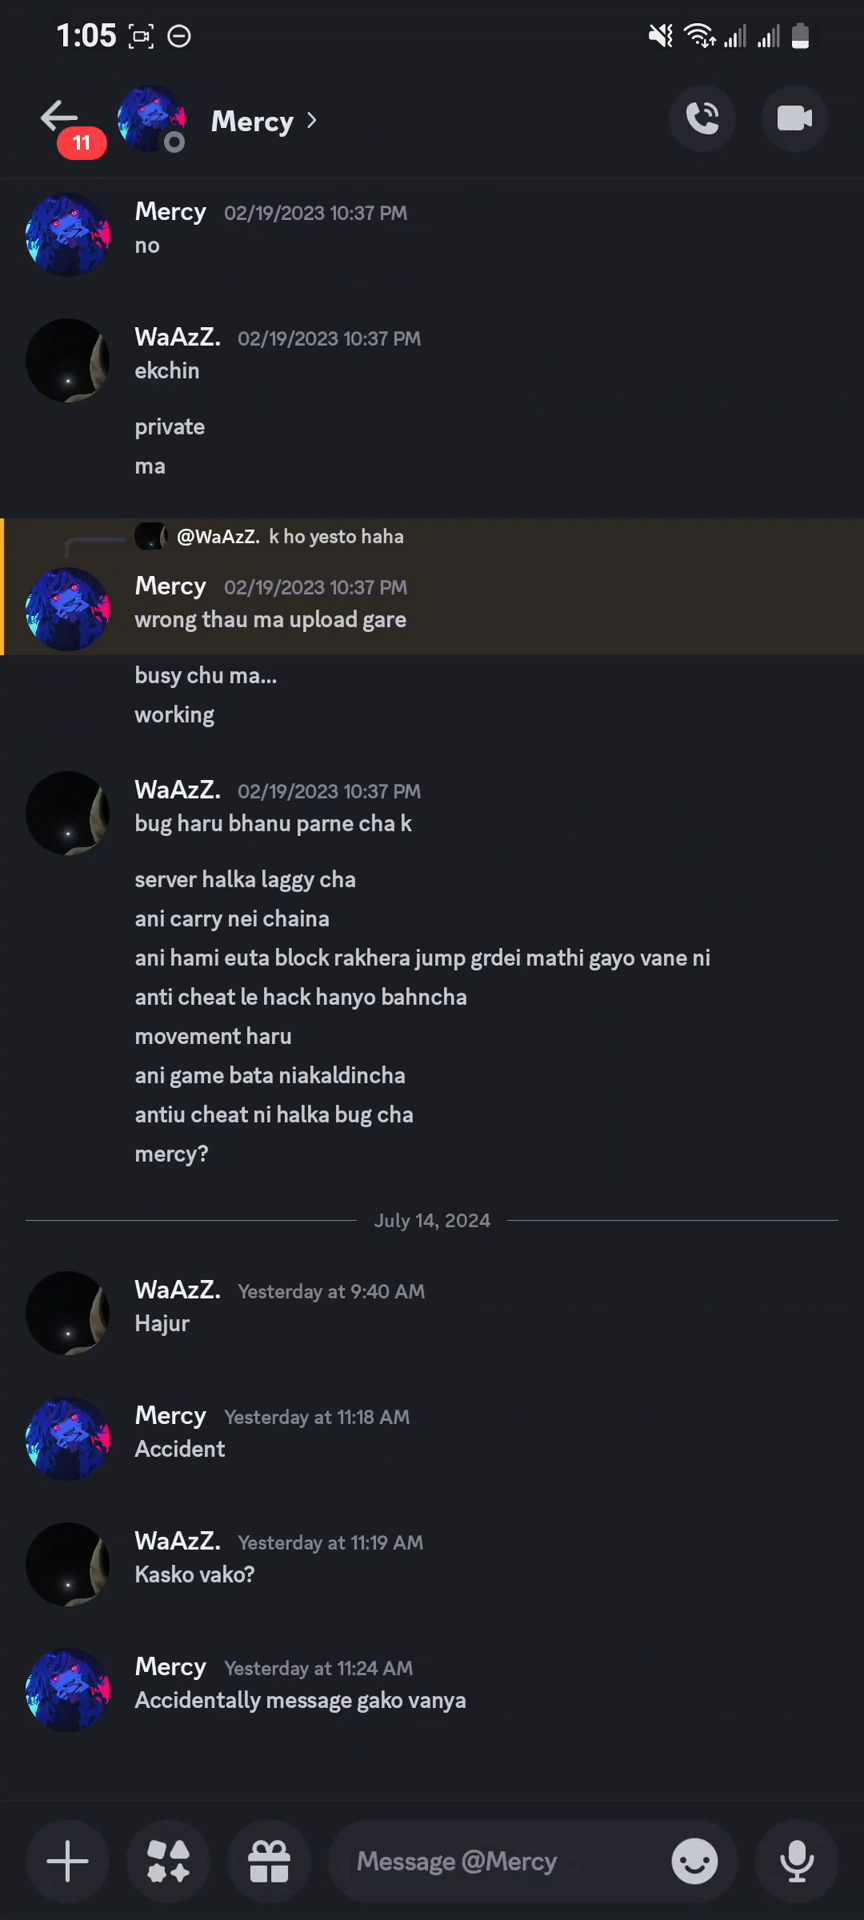 1:05
11
Mercy
Mercy 02/19/2023 10:37 PM
no
WaAzZ. 02/19/2023 10:37 PM
ekchin
private
ma
@WaAzZ. k ho yesto haha
Mercy 02/19/2023 10:37 PM
wrong thau ma upload gare
busy chu ma...
working
WaAzZ. 02/19/2023 10:37 PM
bug haru bhanu parne cha k
server halka laggy cha
ani carry nei chaina
ani hami euta block rakhera jump grdei mathi gayo vane ni
anti cheat le hack hanyo bahncha
movement haru
ani game bata niakaldincha
antiu cheat ni halka bug cha
mercy?
July 14, 2024
WaAzZ. Yesterday at 9:40 AM
Hajur
Mercy Yesterday at 11:18 AM
Accident
WaAzZ. Yesterday at 11:19 AM
Kasko vako?
Mercy Yesterday at 11:24 AM
Accidentally message gako vanya
Message @Mercy